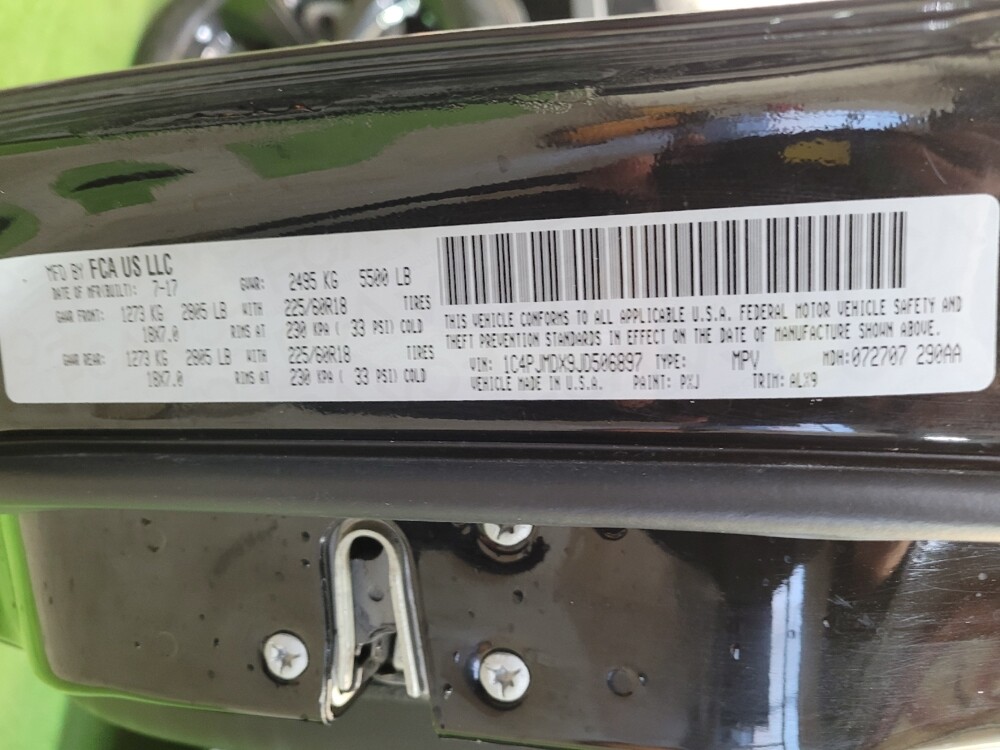 MFD BY FCA US LLC
DATE OF MFR(BUILT): 7-17 GVWR: 2495 KG 5500 LB
GAWR FRONT: 1273 KG 2805 LB WITH 225/60R18 TIRES
18X7.0 RIMS AT 230 KPA ( 33 PSI) COLD
GAWR REAR: 1273 KG 2805 LB WITH 225/60R18 TIRES
18X7.0 RIMS AT 230 KPA ( 33 PSI) COLD
THIS VEHICLE CONFORMS TO ALL APPLICABLE U.S.A. FEDERAL MOTOR VEHICLE SAFETY AND
THEFT PREVENTION STANDARDS IN EFFECT ON THE DATE OF MANUFACTURE SHOWN ABOVE.
VIN: 1C4PJMDX9JD506897 TYPE: MPV MDH:072707 290AA
VEHICLE MADE IN U.S.A. PAINT: PXJ TRIM: ALX9